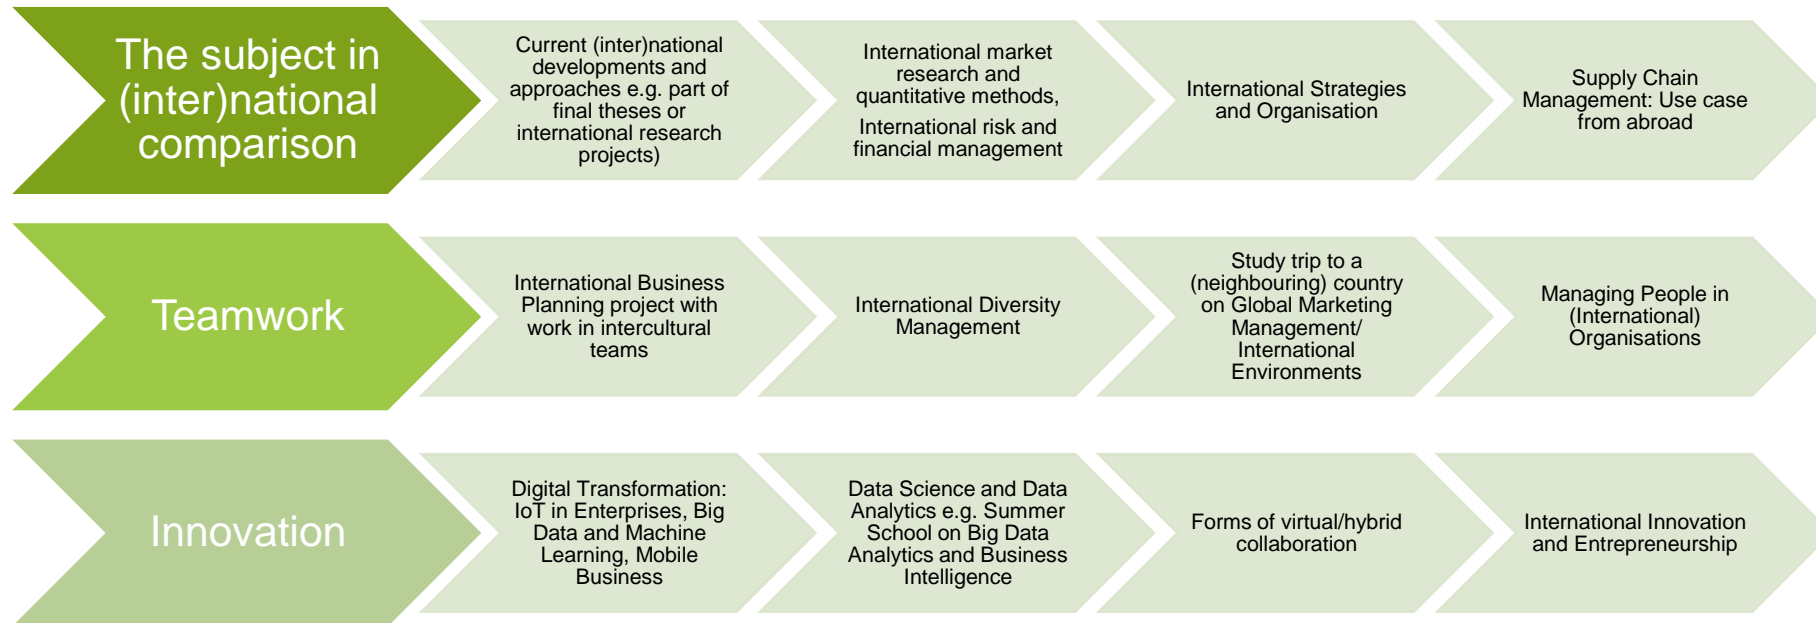 The subject in
(inter)national
comparison
Current (inter)national
developments and
approaches e.g. part of
final theses or
international research
projects)
International market
research and
quantitative methods,
International risk and
financial management
International Strategies
and Organisation
Supply Chain
Management: Use case
from abroad
Teamwork
International Business
Planning project with
work in intercultural
teams
International Diversity
Management
Study trip to a
(neighbouring) country
on Global Marketing
Management/
International
Environments
Managing People in
(International)
Organisations
Innovation
Digital Transformation:
IoT in Enterprises, Big
Data and Machine
Learning, Mobile
Business
Data Science and Data
Analytics e.g. Summer
School on Big Data
Analytics and Business
Intelligence
Forms of virtual/hybrid
collaboration
International Innovation
and Entrepreneurship